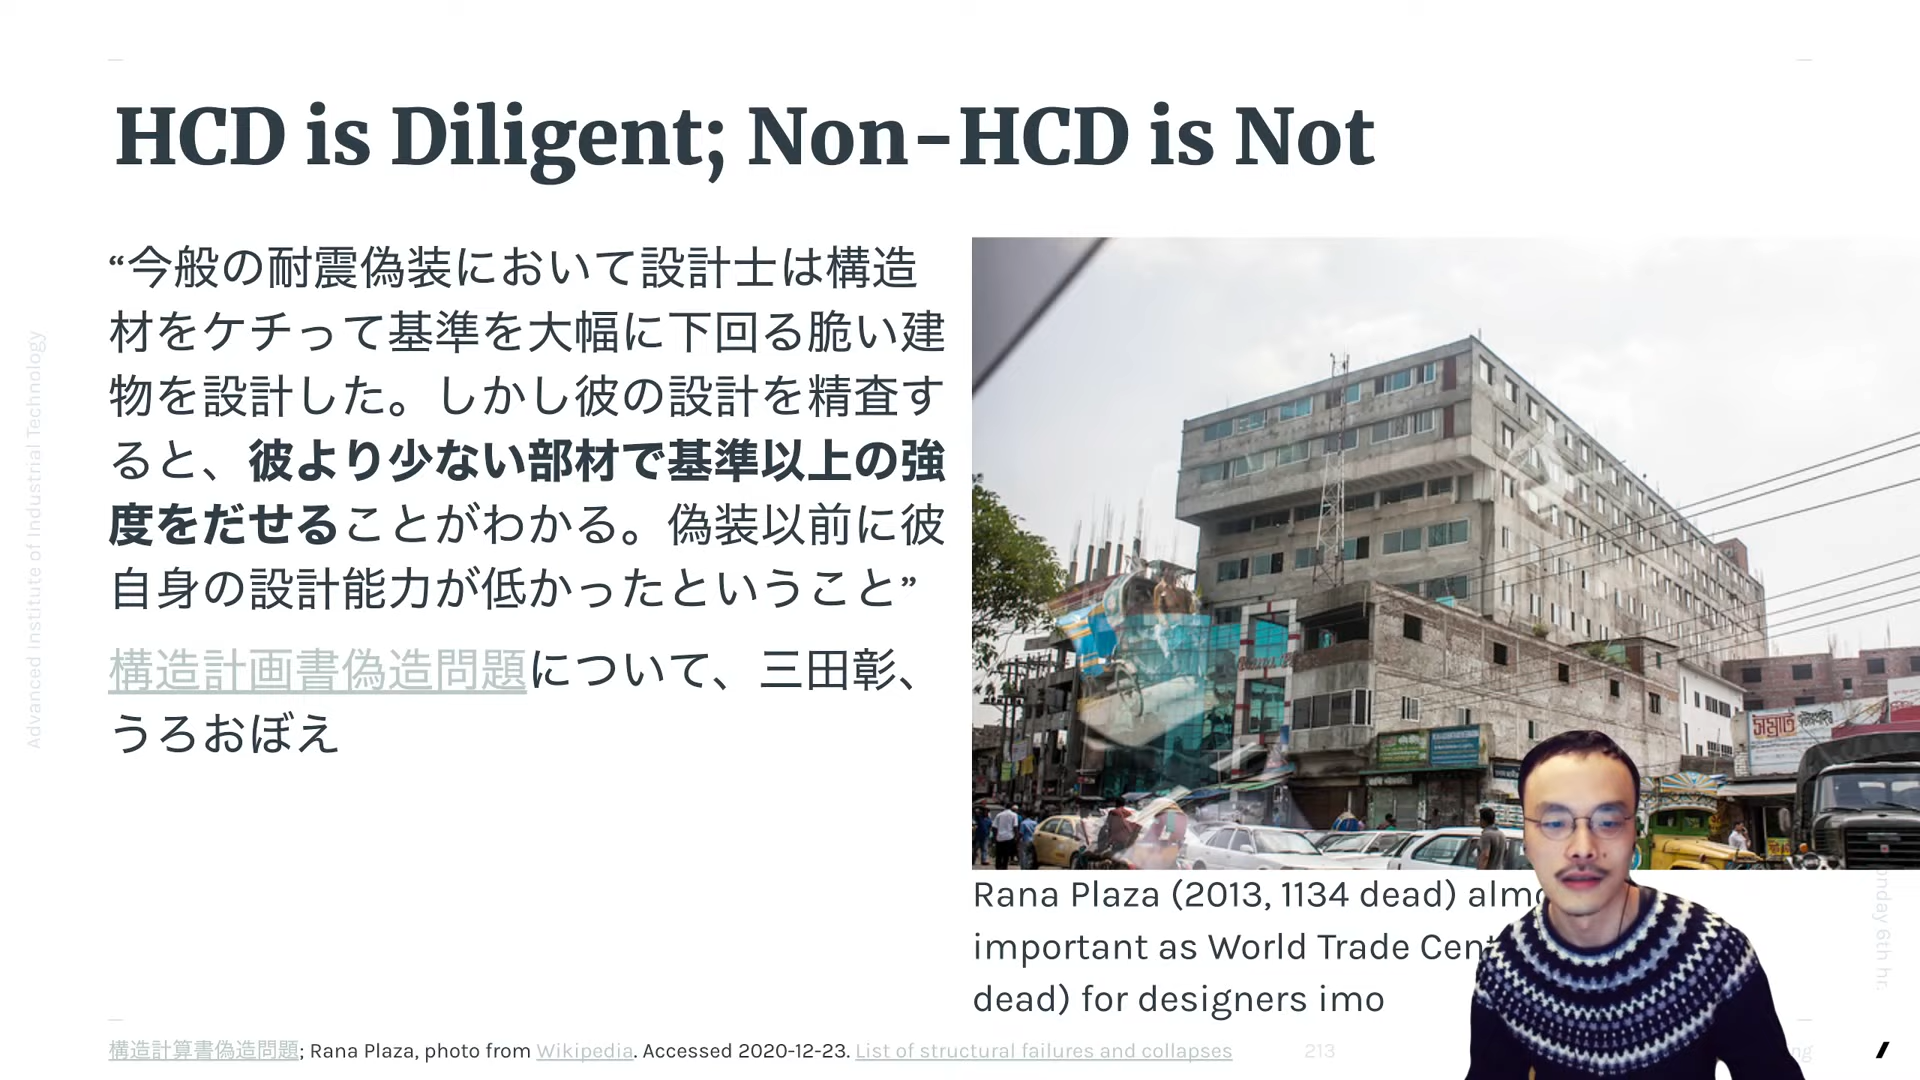 HCD is Diligent; Non-HCD is Not
“今般の耐震偽装において設計士は構造
材をケチって基準を大幅に下回る脆い建
物を設計した。しかし彼の設計を精査す
ると、彼より少ない部材で基準以上の強
度をだせることがわかる。偽装以前に彼
自身の設計能力が低かったということ”
構造計画書偽造問題について、三田彰、
うろおぼえ
Rana Plaza (2013, 1134 dead)
important as World Trade
dead) for designers imo
構造計算書偽造問題; Rana Plaza, photo from Wikipedia. Accessed 2020-12-23. List of structural failures and collapses
213
Advanced Institute of Industrial Technology
6th hr.